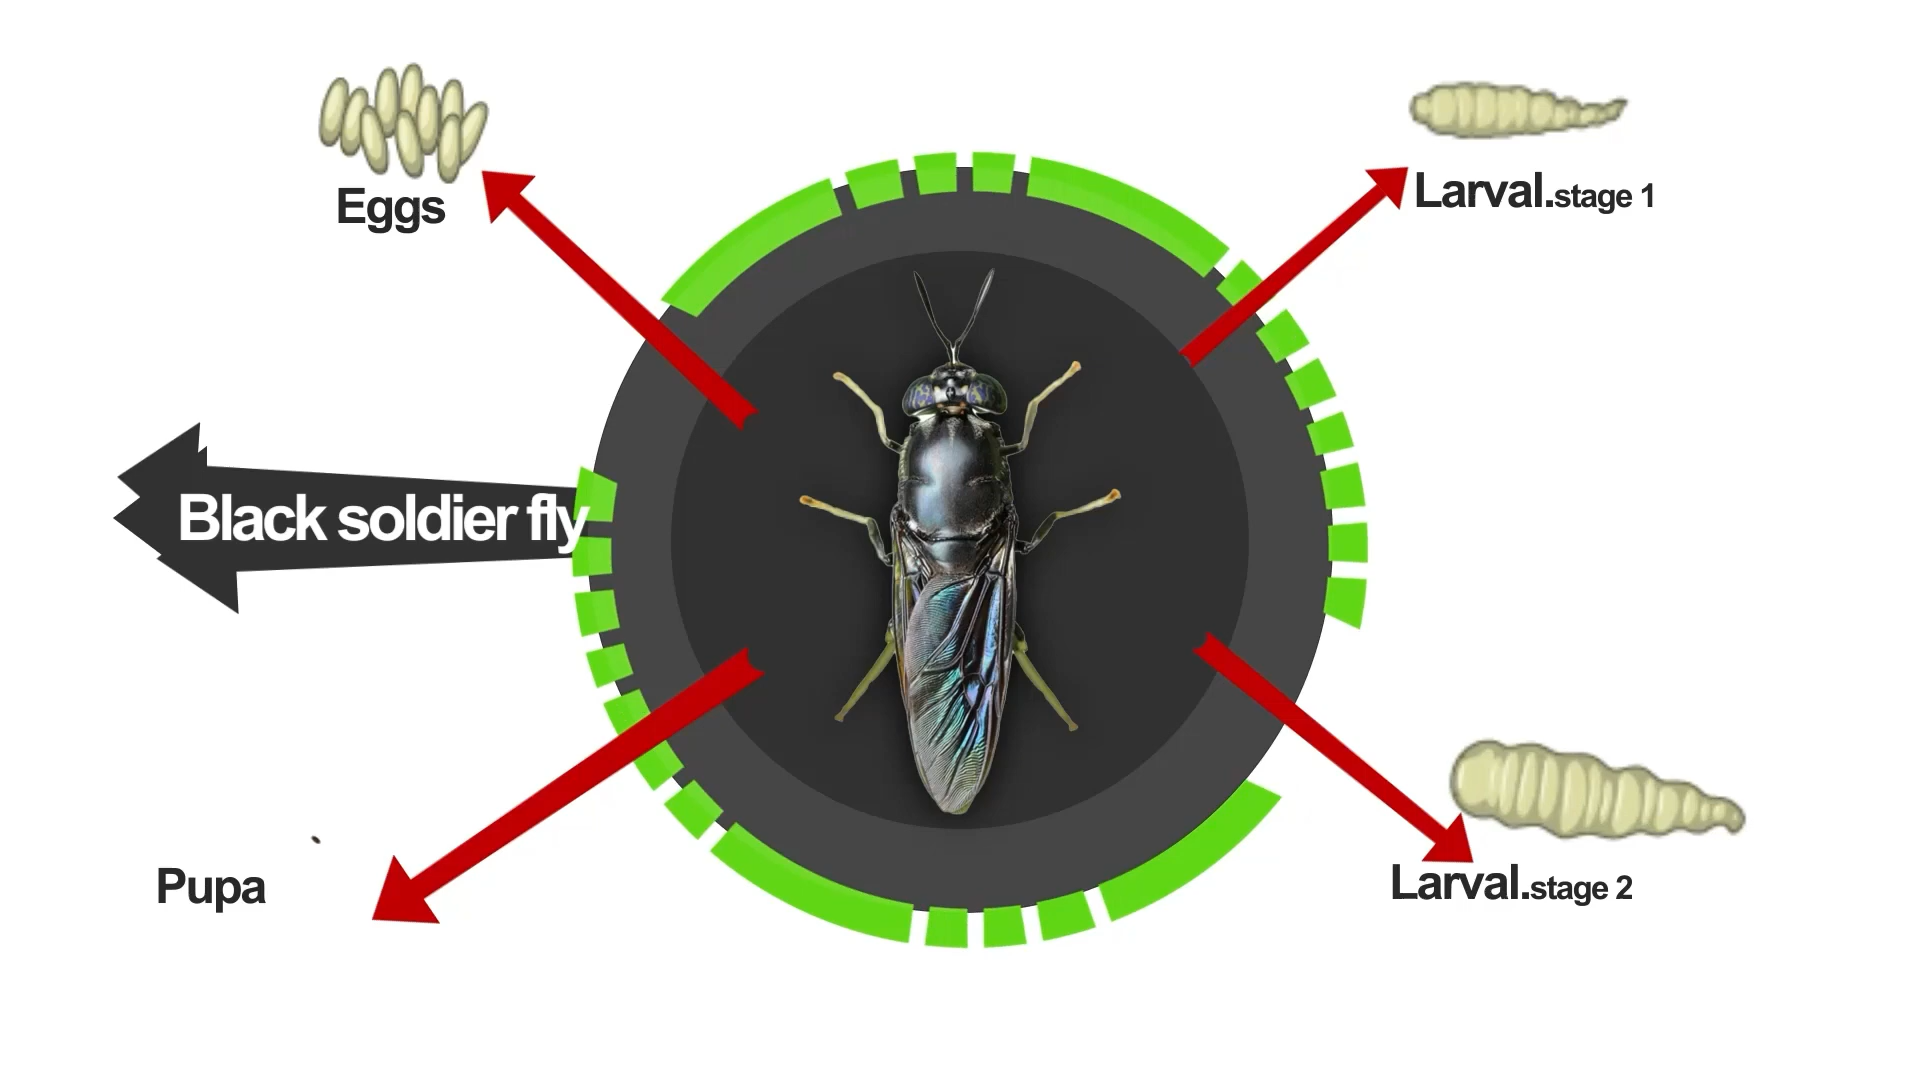 Eggs
Larval.stage 1
Black soldier fly
Pupa
Larval.stage 2